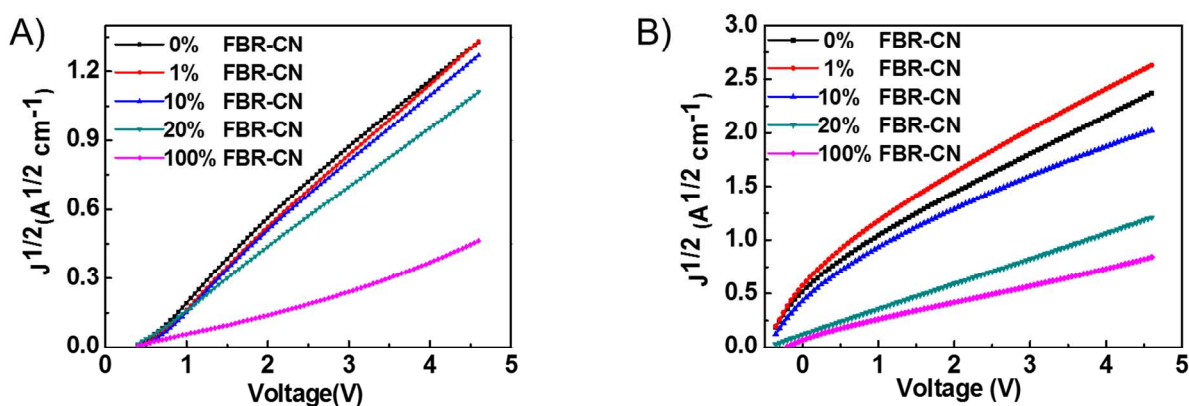 A)
J1/2(A1/2 cm-1)
1.2
0.9
0.6
0.3
0.0
0% FBR-CN
1% FBR-CN
10% FBR-CN
20% FBR-CN
100% FBR-CN
0 1 2 3 4 5
Voltage(V)
B)
J1/2 (A1/2 cm-1)
3.0
2.5
2.0
1.5
1.0
0.5
0.0
0% FBR-CN
1% FBR-CN
10% FBR-CN
20% FBR-CN
100% FBR-CN
0 1 2 3 4 5
Voltage (V)